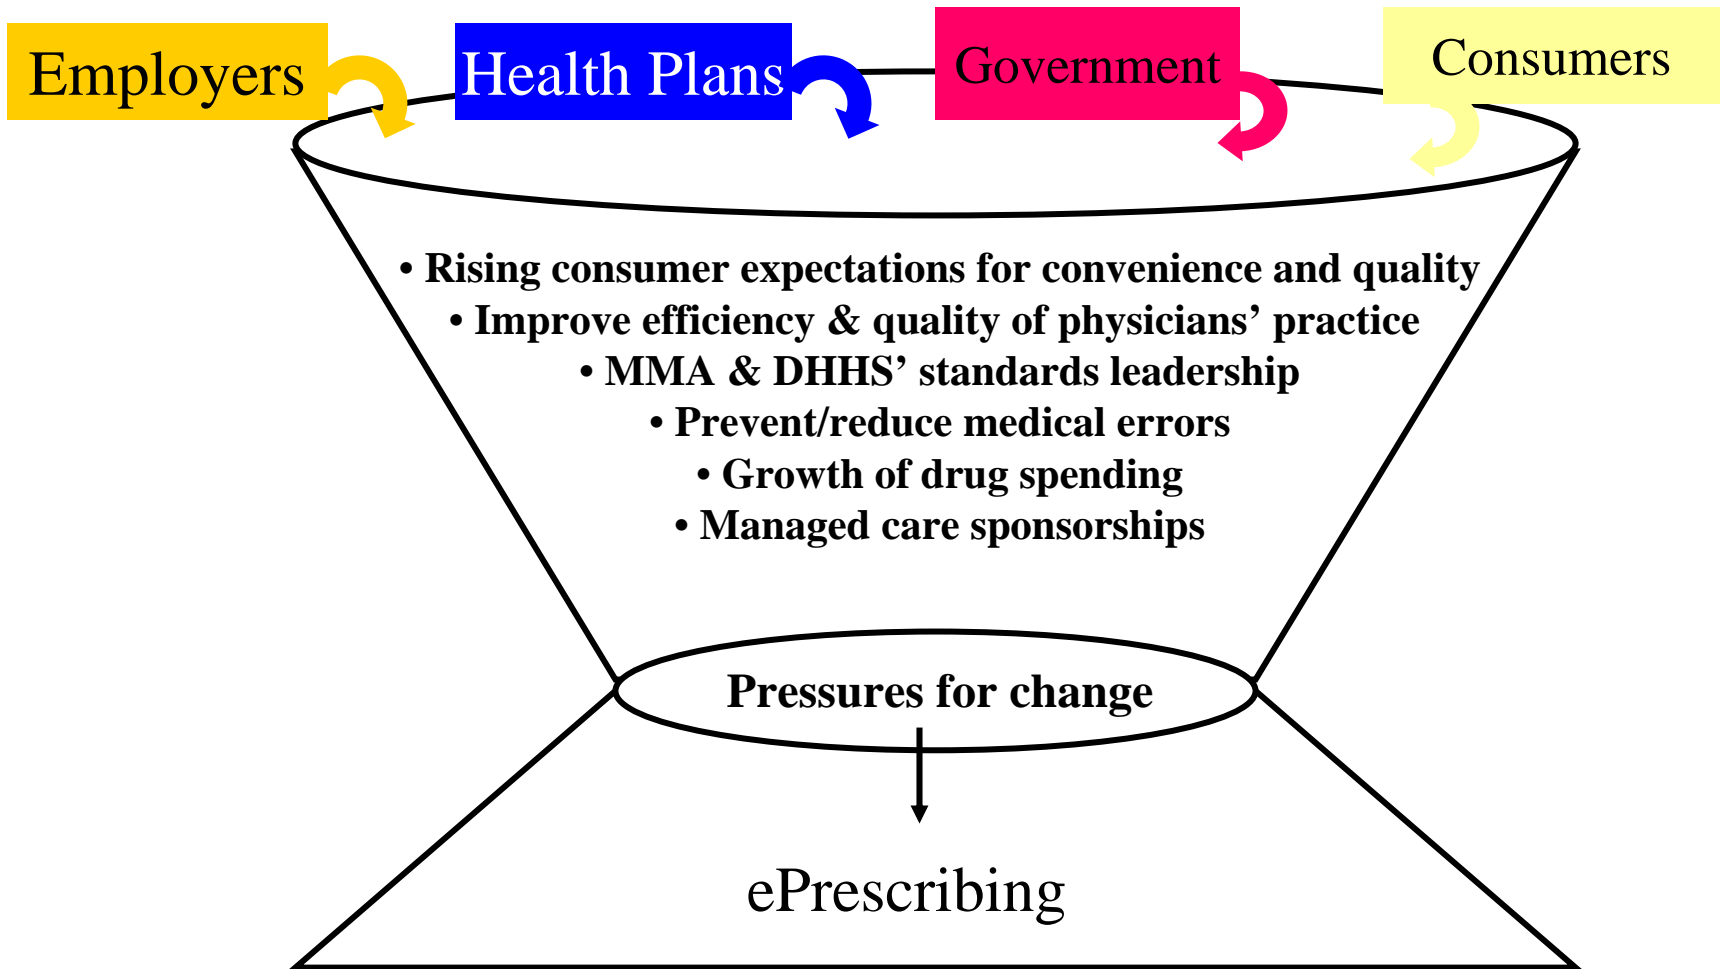 Employers
Health Plans
Government
Consumers
• Rising consumer expectations for convenience and quality
• Improve efficiency & quality of physicians’ practice
• MMA & DHHS’ standards leadership
• Prevent/reduce medical errors
• Growth of drug spending
• Managed care sponsorships
Pressures for change
ePrescribing